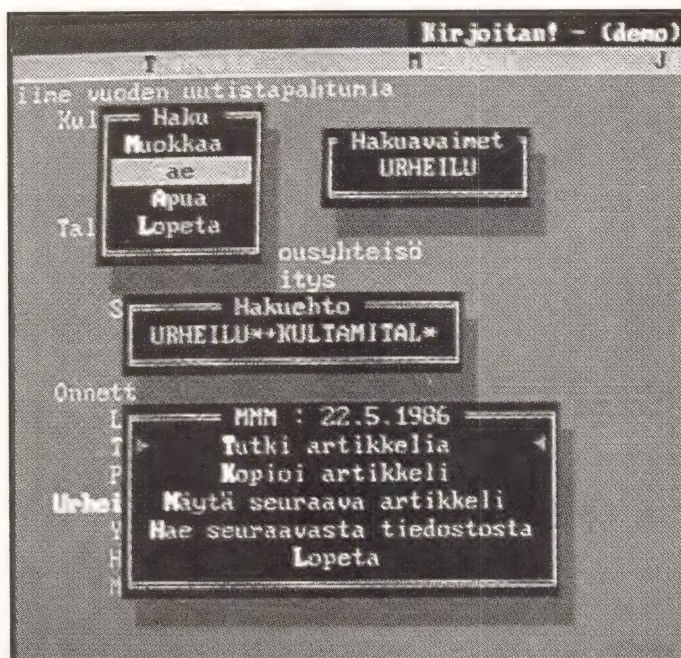 Kirjoitan! - (demo)
T M J
ilme vuoden uutistapahtumia
Kul
Haku
Muokkaa
ae
Apua
Lopeta
Hakuavaimet
URHEILU
Tal
ousyhteisö
itys
S
Hakuehto
URHEILU*+KULTAMITAL*
Onnett
L
T
P
Urhei
Y
H
M
MMM : 22.5.1986
Tutki artikkelia
Kopioi artikkeli
Näytä seuraava artikkeli
Hae seuraavasta tiedostosta
Lopeta